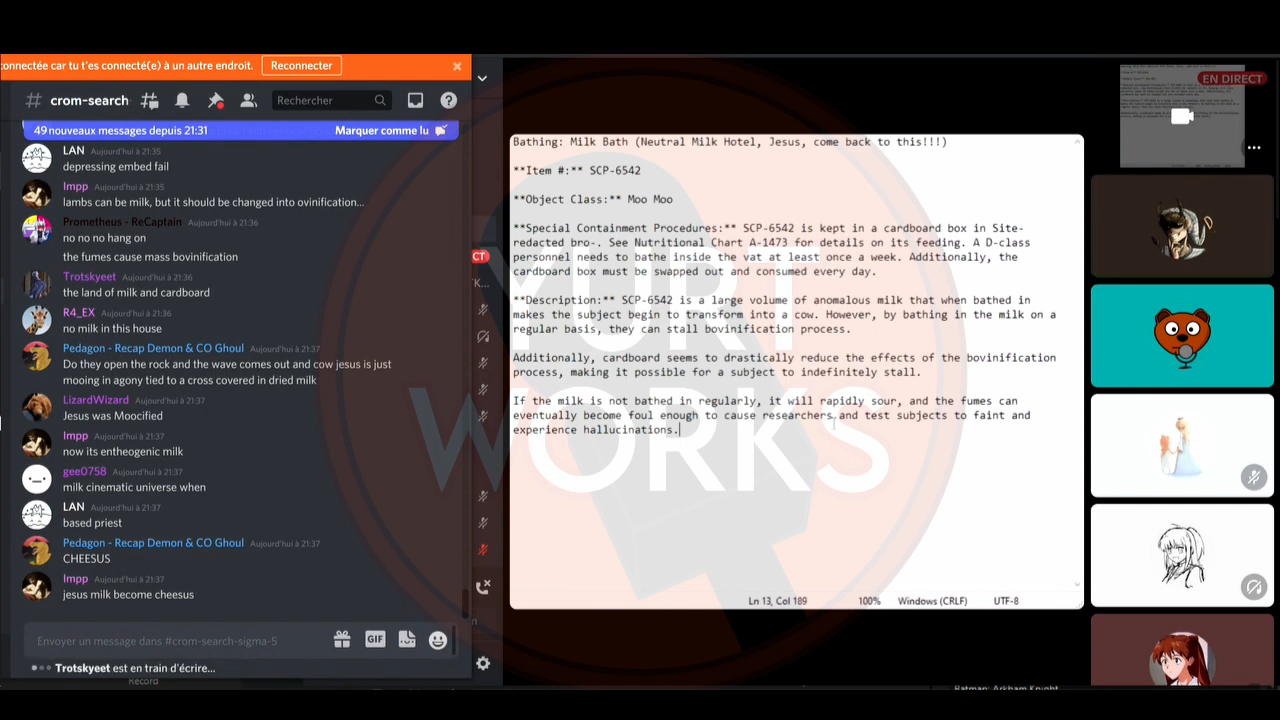 onnectée car tu t'es connecté(e) à un autre endroit.
Reconnecter
# crom-search
Rechercher
49 nouveaux messages depuis 21:31
Marquer comme lu
LAN Aujourd'hui à 21:35
depressing embed fail
Impp Aujourd'hui à 21:35
lambs can be milk, but it should be changed into ovinification...
Prometheus - ReCaptain Aujourd'hui à 21:36
no no no hang on
the fumes cause mass bovinification
Trotskyeet Aujourd'hui à 21:36
the land of milk and cardboard
R4_EX Aujourd'hui à 21:36
no milk in this house
Pedagon - Recap Demon & CO Ghoul Aujourd'hui à 21:37
Do they open the rock and the wave comes out and cow jesus is just
mooing in agony tied to a cross covered in dried milk
LizardWizard Aujourd'hui à 21:37
Jesus was Moocified
Impp Aujourd'hui à 21:37
now its entheogenic milk
gee0758 Aujourd'hui à 21:37
milk cinematic universe when
LAN Aujourd'hui à 21:37
based priest
Pedagon - Recap Demon & CO Ghoul Aujourd'hui à 21:37
CHEESUS
Impp Aujourd'hui à 21:37
jesus milk become cheesus
Envoyer un message dans #crom-search-sigma-5
GIF
Trotskyeet est en train d'écrire...
Record
CT
K...
Bathing: Milk Bath (Neutral Milk Hotel, Jesus, come back to this!!!)
**Item #:** SCP-6542
**Object Class:** Moo Moo
**Special Containment Procedures:** SCP-6542 is kept in a cardboard box in Site-
redacted bro-. See Nutritional Chart A-1473 for details on its feeding. A D-class
personnel needs to bathe inside the vat at least once a week. Additionally, the
cardboard box must be swapped out and consumed every day.
**Description:** SCP-6542 is a large volume of anomalous milk that when bathed in
makes the subject begin to transform into a cow. However, by bathing in the milk on a
regular basis, they can stall bovinification process.
Additionally, cardboard seems to drastically reduce the effects of the bovinification
process, making it possible for a subject to indefinitely stall.
If the milk is not bathed in regularly, it will rapidly sour, and the fumes can
eventually become foul enough to cause researchers and test subjects to faint and
experience hallucinations.
Ln 13, Col 189
100%
Windows (CRLF)
UTF-8
YURT
WORKS
EN DIRECT
Batman: Arkham Knight